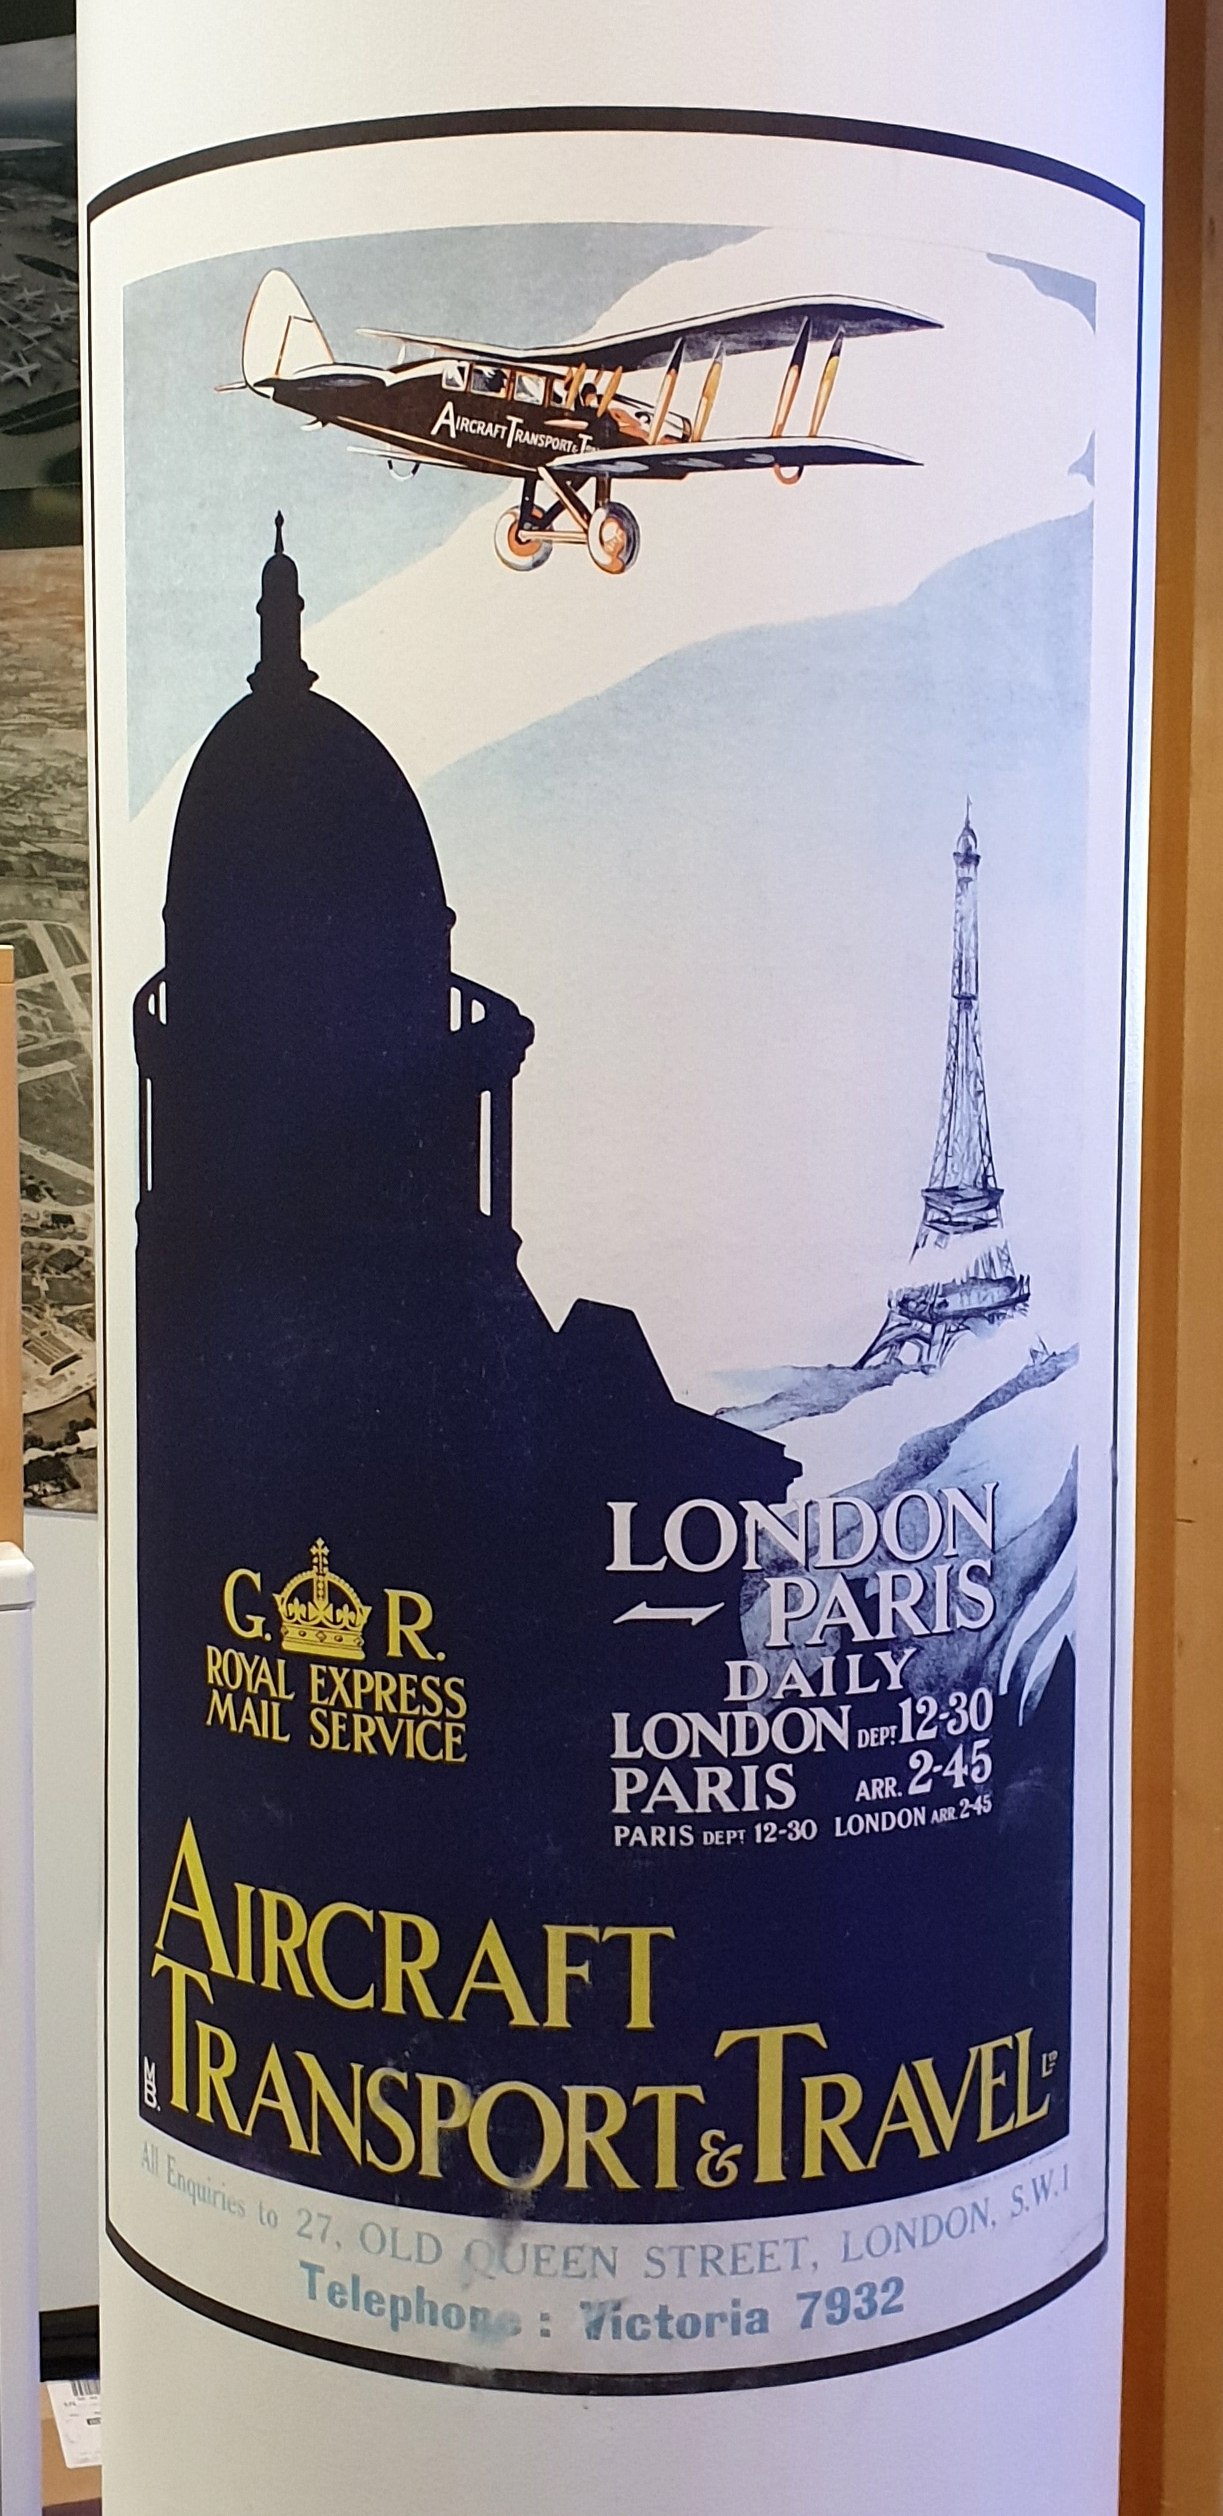 AIRCRAFT TRANSPORT &
G. R.
ROYAL EXPRESS
MAIL SERVICE
LONDON
PARIS
DAILY
LONDON DEPT 12-30
PARIS ARR. 2-45
PARIS DEPT 12-30 LONDON ARR. 2-45
AIRCRAFT
TRANSPORT & TRAVEL LTD
MB.
All Enquiries to 27, OLD QUEEN STREET, LONDON, S.W.1
Telephone : Victoria 7932